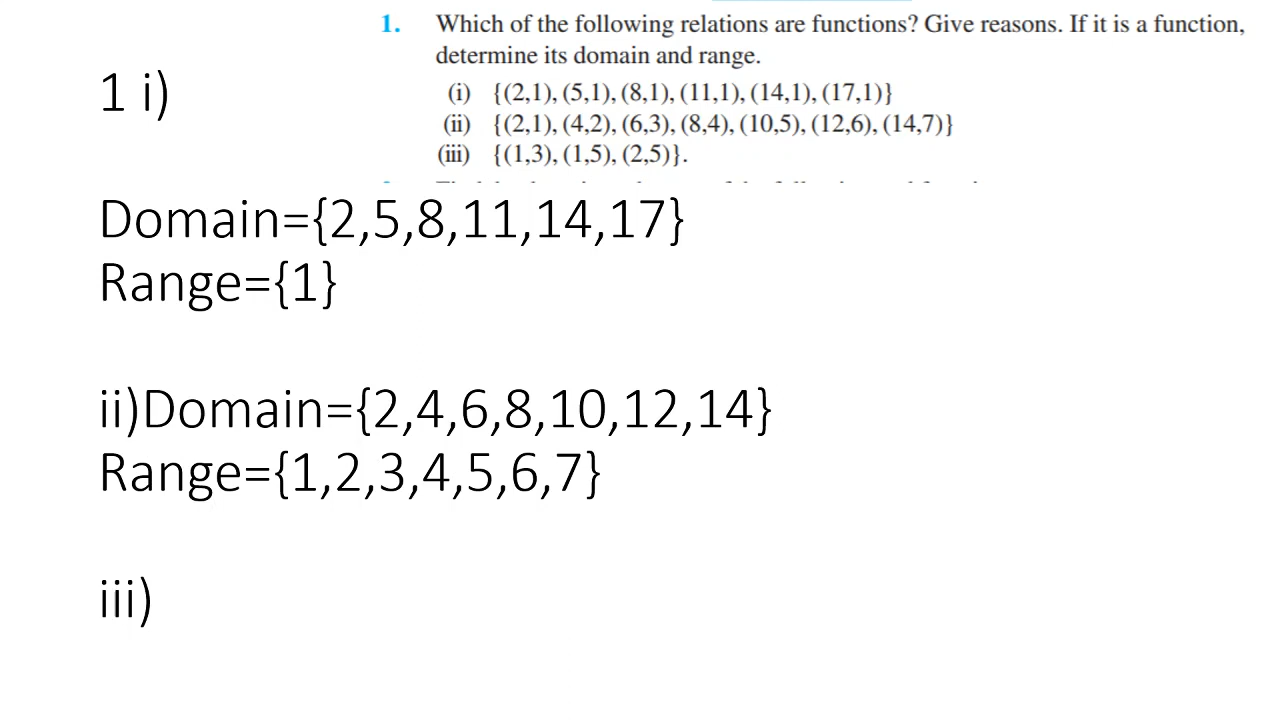 1. Which of the following relations are functions? Give reasons. If it is a function,
determine its domain and range.
(i) {(2,1), (5,1), (8,1), (11,1), (14,1), (17,1)}
(ii) {(2,1), (4,2), (6,3), (8,4), (10,5), (12,6), (14,7)}
(iii) {(1,3), (1,5), (2,5)}.
1 i)
Domain={2,5,8,11,14,17}
Range={1}
ii)Domain={2,4,6,8,10,12,14}
Range={1,2,3,4,5,6,7}
iii)